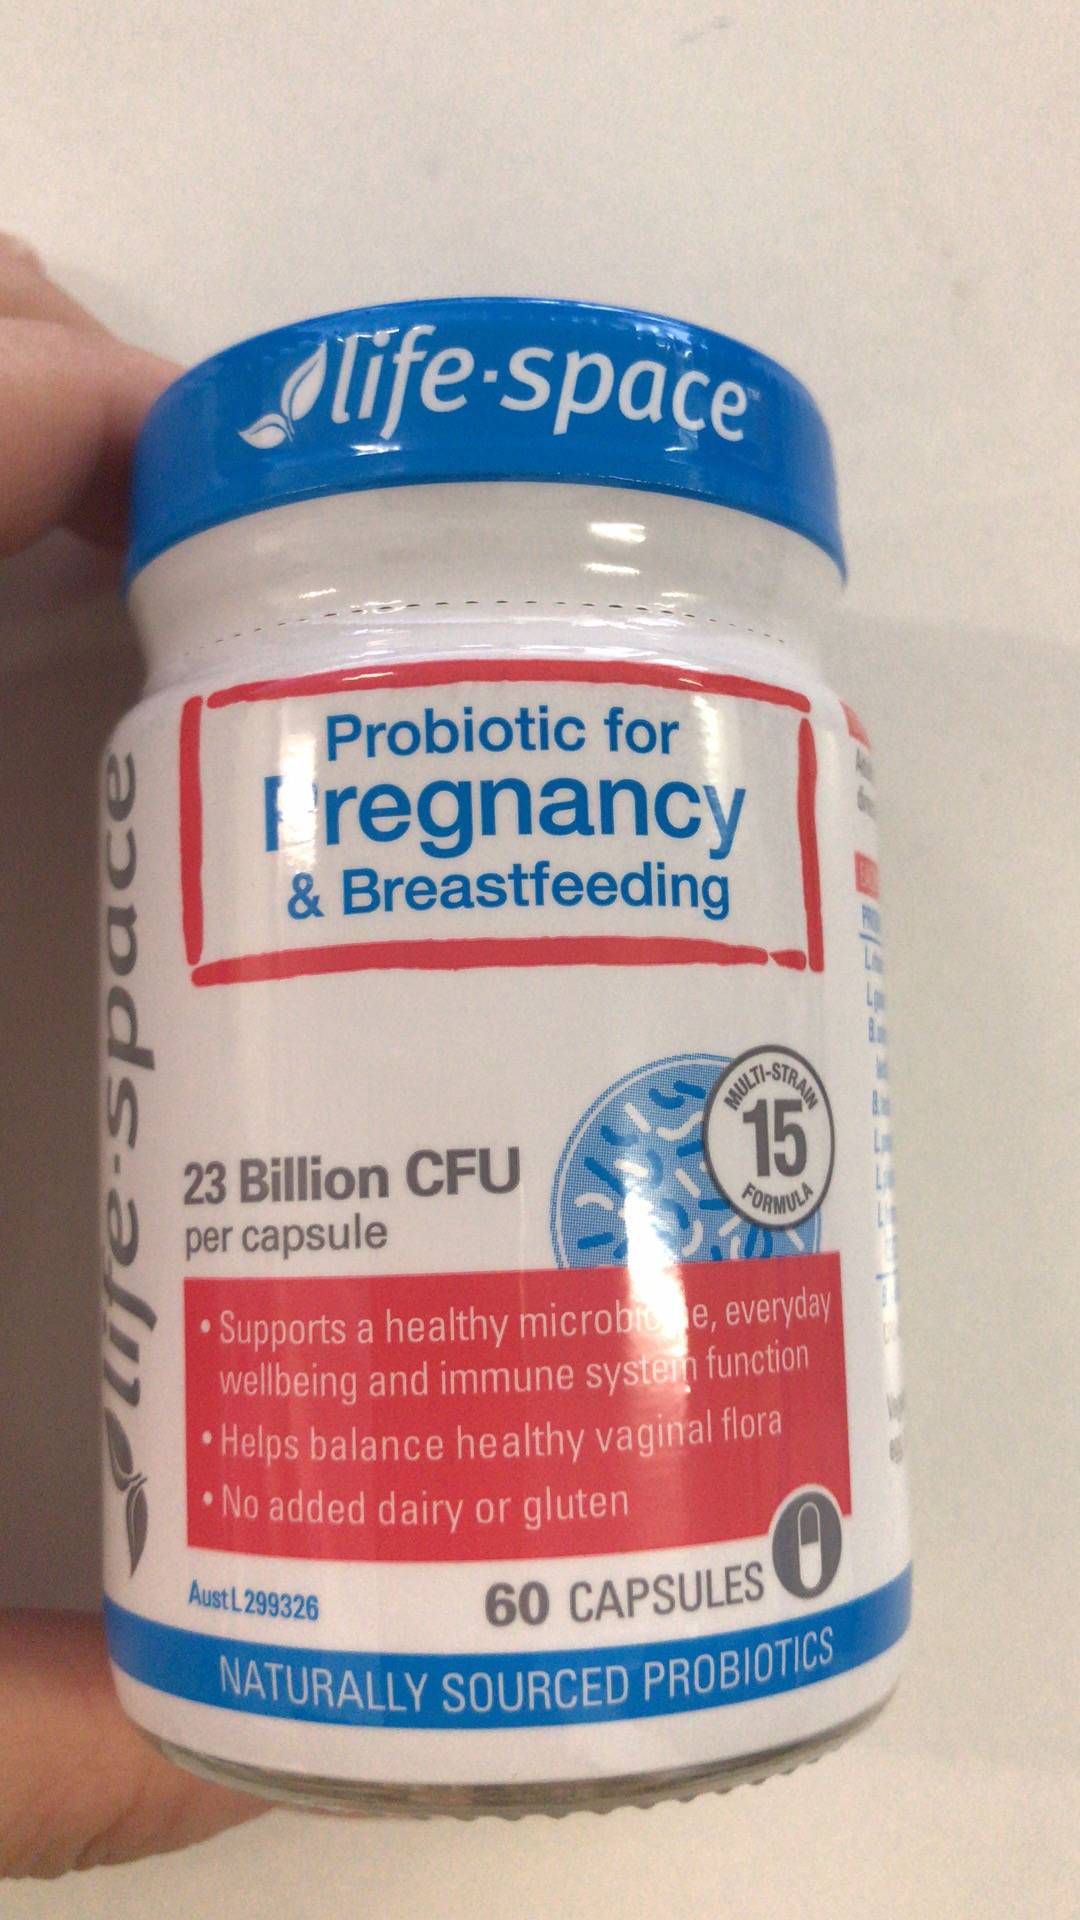 life·space™
Probiotic for
Pregnancy
& Breastfeeding
life·space
MULTI-STRAIN
15
FORMULA
23 Billion CFU
per capsule
• Supports a healthy microbiome, everyday
wellbeing and immune system function
• Helps balance healthy vaginal flora
• No added dairy or gluten
Aust L 299326
60 CAPSULES
NATURALLY SOURCED PROBIOTICS